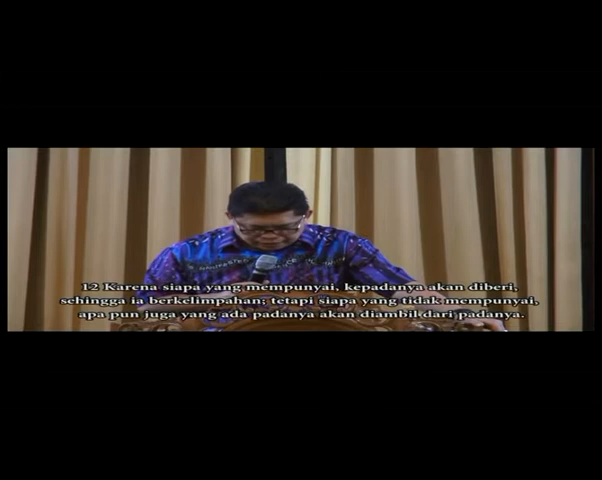 12 Karena siapa yang mempunyai, kepadanya akan diberi,
sehingga ia berkelimpahan; tetapi siapa yang tidak mempunyai,
apa pun juga yang ada padanya akan diambil dari padanya.